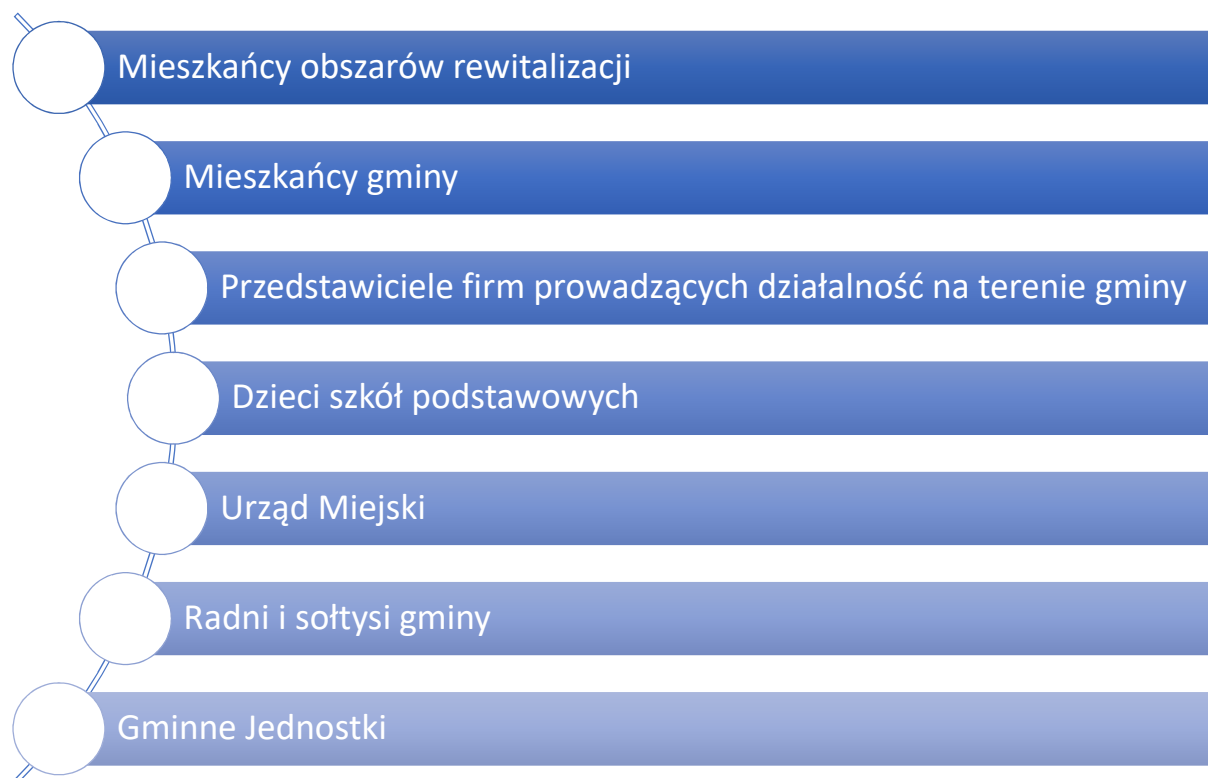 Mieszkańcy obszarów rewitalizacji
Mieszkańcy gminy
Przedstawiciele firm prowadzących działalność na terenie gminy
Dzieci szkół podstawowych
Urząd Miejski
Radni i sołtysi gminy
Gminne Jednostki